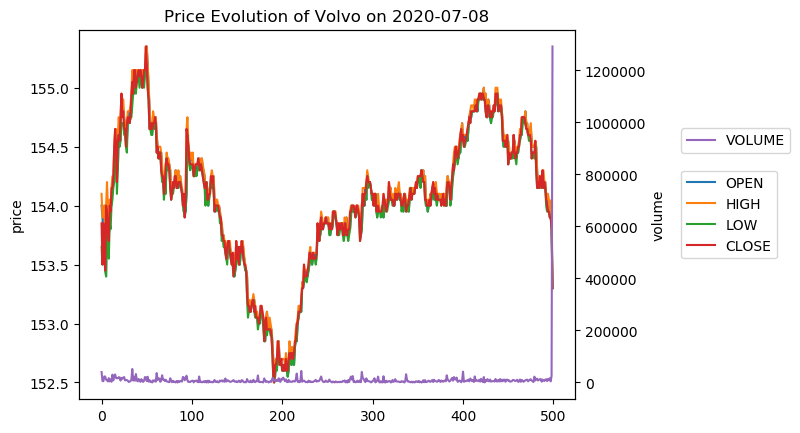 Price Evolution of Volvo on 2020-07-08
price
155.0
154.5
154.0
153.5
153.0
152.5
0
100
200
300
400
500
1200000
1000000
800000
600000
400000
200000
0
volume
VOLUME
OPEN
HIGH
LOW
CLOSE